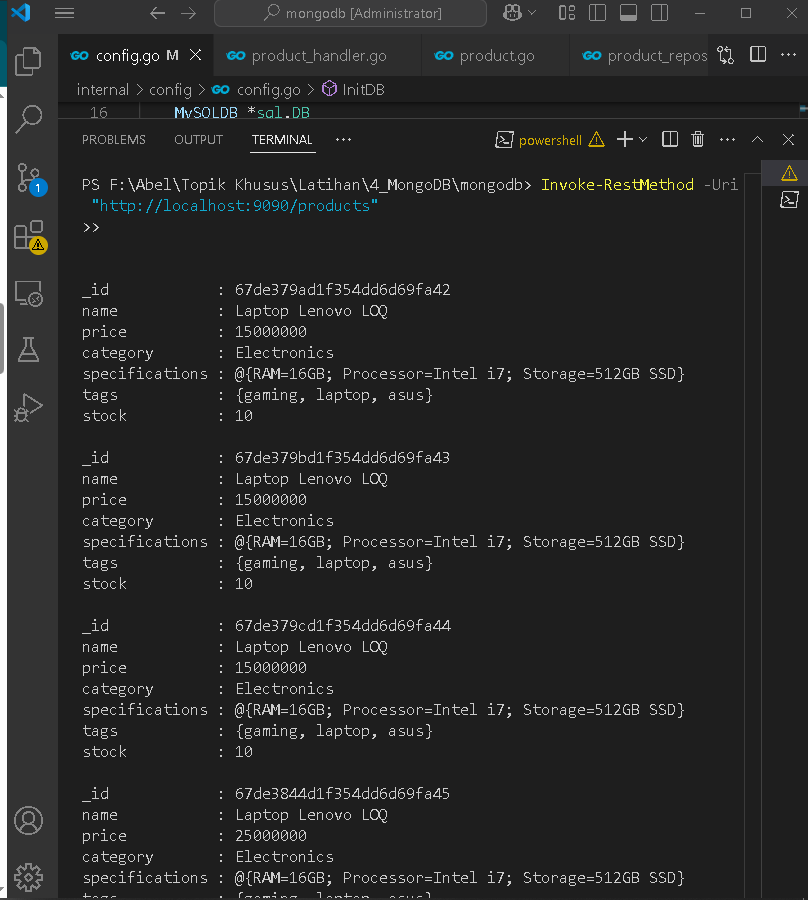 mongodb [Administrator]
config.go M
product_handler.go
product.go
product_repos
internal > config > config.go > InitDB
16 MySQLDB *sql.DB
PROBLEMS OUTPUT TERMINAL ...
powershell
1
PS F:\Abel\Topik Khusus\Latihan\4_MongoDB\mongodb> Invoke-RestMethod -Uri
"http://localhost:9090/products"
>>
_id : 67de379ad1f354dd6d69fa42
name : Laptop Lenovo LOQ
price : 15000000
category : Electronics
specifications : @{RAM=16GB; Processor=Intel i7; Storage=512GB SSD}
tags : {gaming, laptop, asus}
stock : 10
_id : 67de379bd1f354dd6d69fa43
name : Laptop Lenovo LOQ
price : 15000000
category : Electronics
specifications : @{RAM=16GB; Processor=Intel i7; Storage=512GB SSD}
tags : {gaming, laptop, asus}
stock : 10
_id : 67de379cd1f354dd6d69fa44
name : Laptop Lenovo LOQ
price : 15000000
category : Electronics
specifications : @{RAM=16GB; Processor=Intel i7; Storage=512GB SSD}
tags : {gaming, laptop, asus}
stock : 10
_id : 67de3844d1f354dd6d69fa45
name : Laptop Lenovo LOQ
price : 25000000
category : Electronics
specifications : @{RAM=16GB; Processor=Intel i7; Storage=512GB SSD}
tags : {gaming, laptop, asus}